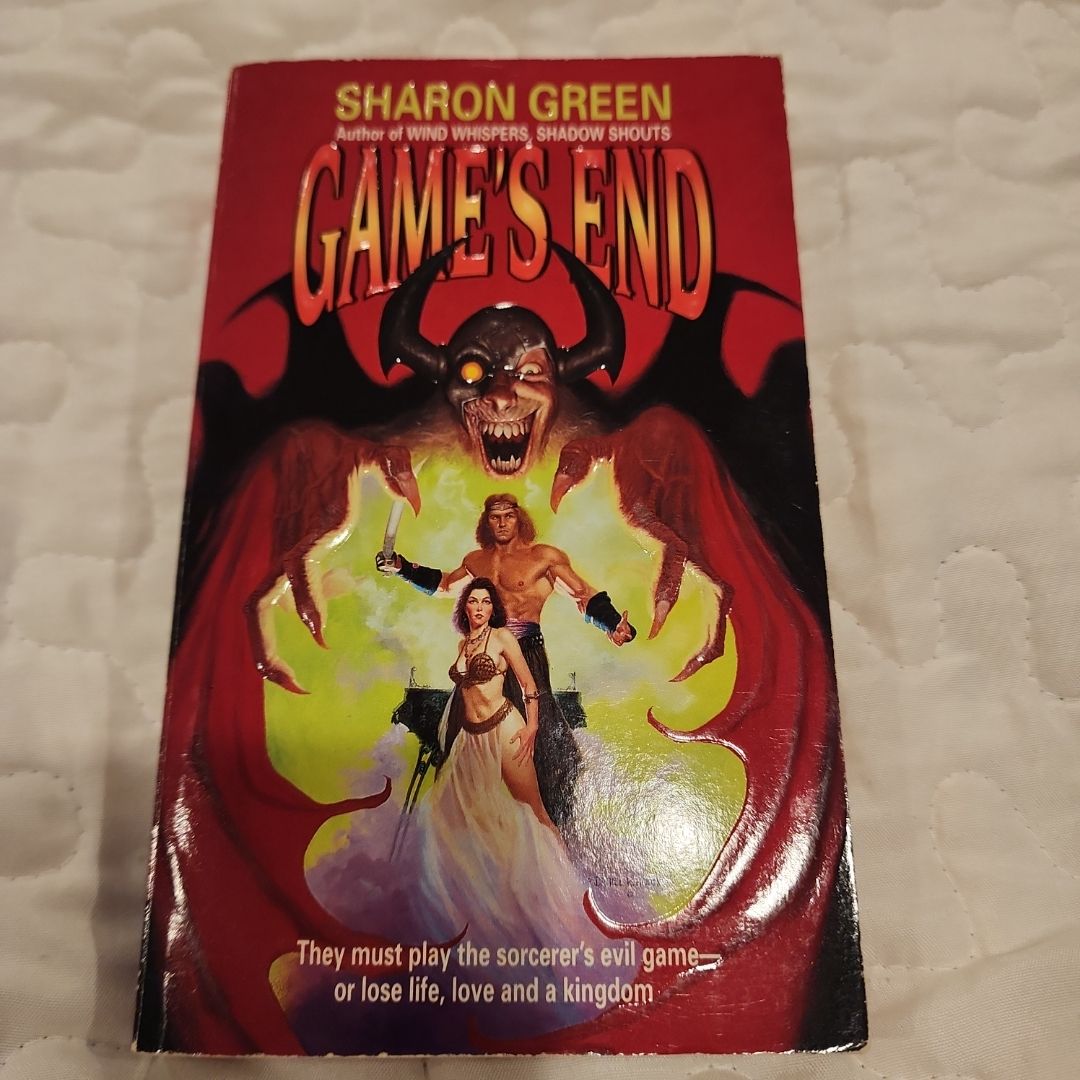 SHARON GREEN
Author of WIND WHISPERS, SHADOW SHOUTS
GAME'S END
They must play the sorcerer's evil game—
or lose life, love and a kingdom